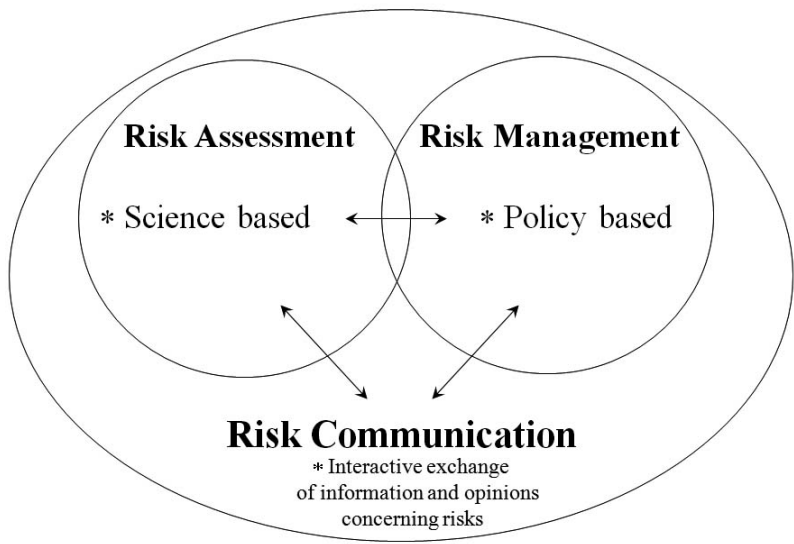 Risk Assessment
Risk Management
* Science based
* Policy based
Risk Communication
* Interactive exchange
of information and opinions
concerning risks